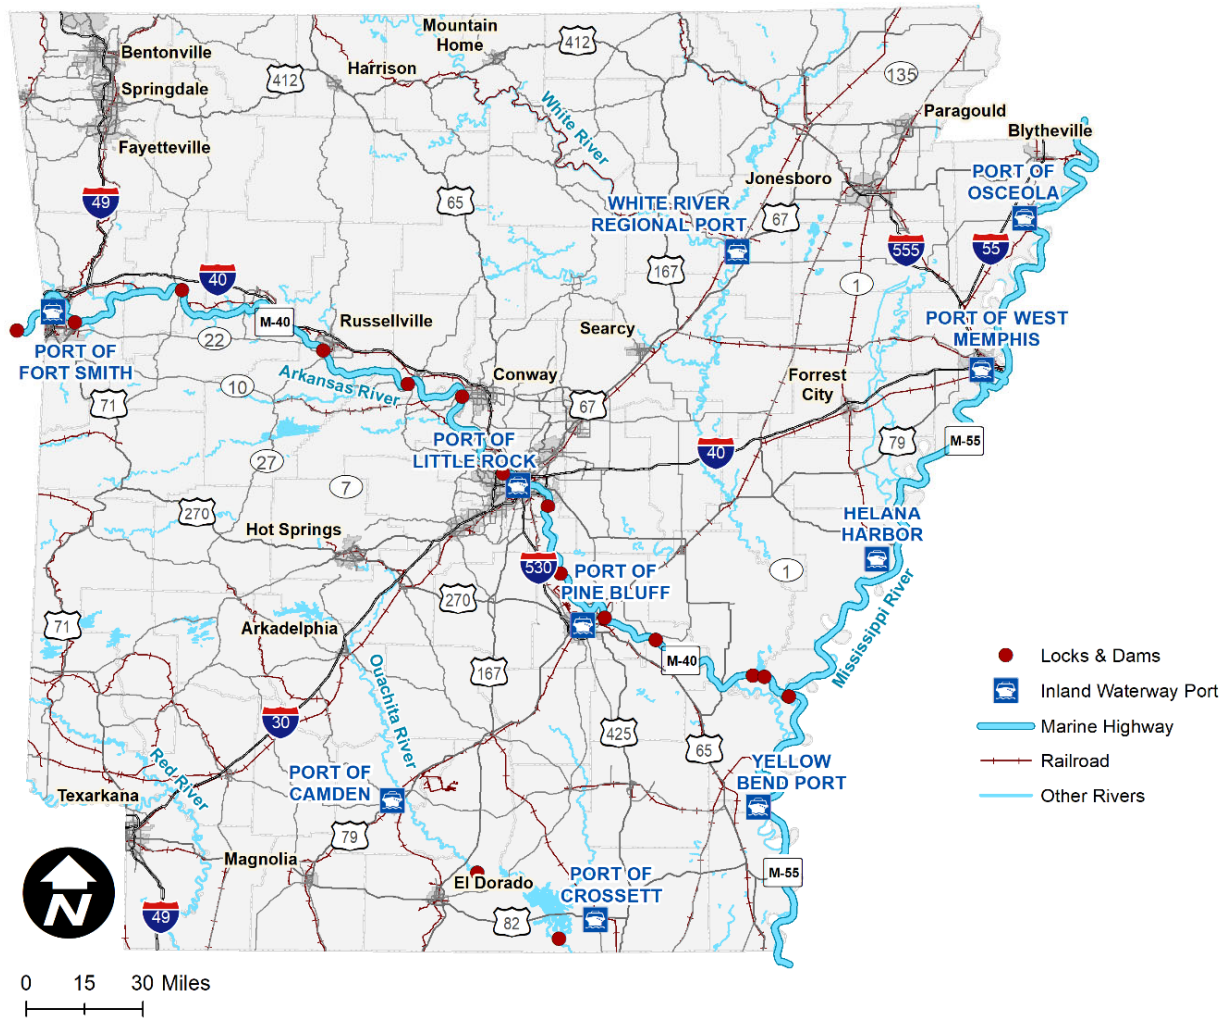 Mountain
Home
412
Bentonville
Harrison
412
135
Springdale
White River
Paragould
Blytheville
Fayetteville
PORT OF
OSCEOLA
Jonesboro
49
65
WHITE RIVER
REGIONAL PORT
67
555
55
40
167
1
M-40
Russellville
Searcy
PORT OF WEST
MEMPHIS
22
PORT OF
FORT SMITH
10
Arkansas River
Conway
Forrest
City
71
67
79
M-55
PORT OF
LITTLE ROCK
40
27
7
270
Hot Springs
HELANA
HARBOR
530
PORT OF
PINE BLUFF
1
270
71
Arkadelphia
Mississippi River
M-40
Ouachita River
167
30
425
65
Red River
PORT OF
CAMDEN
YELLOW
BEND PORT
Texarkana
79
Magnolia
M-55
El Dorado
PORT OF
CROSSETT
49
82
N
0 15 30 Miles
Locks & Dams
Inland Waterway Port
Marine Highway
Railroad
Other Rivers